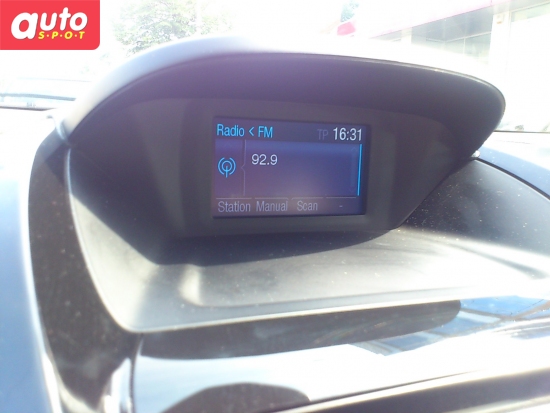 auto
SPOT
Radio < FM TP 16:31
92.9
Station Manual Scan -